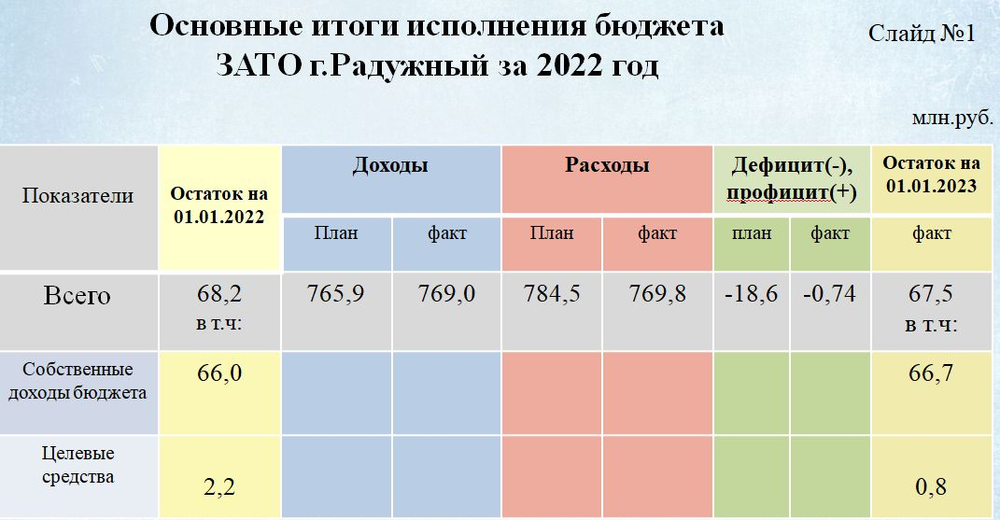 Основные итоги исполнения бюджета
ЗАТО г.Радужный за 2022 год
Слайд №1
млн.руб.
Показатели
Остаток на
01.01.2022
Доходы
Расходы
Дефицит(-),
профицит(+)
Остаток на
01.01.2023
План
факт
План
факт
план
факт
факт
Всего
68,2
в т.ч:
765,9
769,0
784,5
769,8
-18,6
-0,74
67,5
в т.ч:
Собственные
доходы бюджета
66,0
66,7
Целевые
средства
2,2
0,8